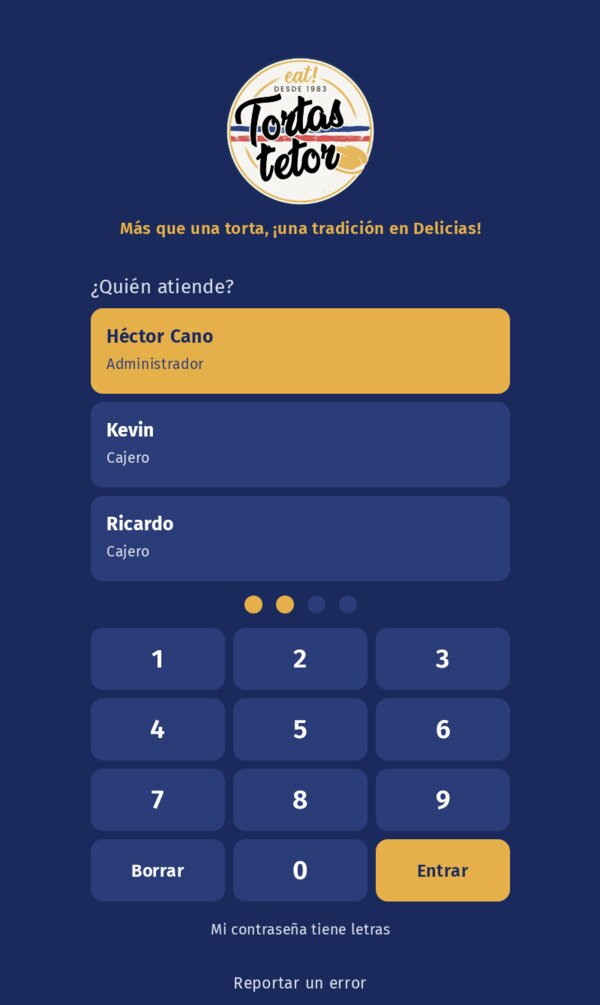 eat!
DESDE 1983
Tortas
tetor
Más que una torta, ¡una tradición en Delicias!
¿Quién atiende?
Héctor Cano
Administrador
Kevin
Cajero
Ricardo
Cajero
1 2 3
4 5 6
7 8 9
Borrar 0 Entrar
Mi contraseña tiene letras
Reportar un error